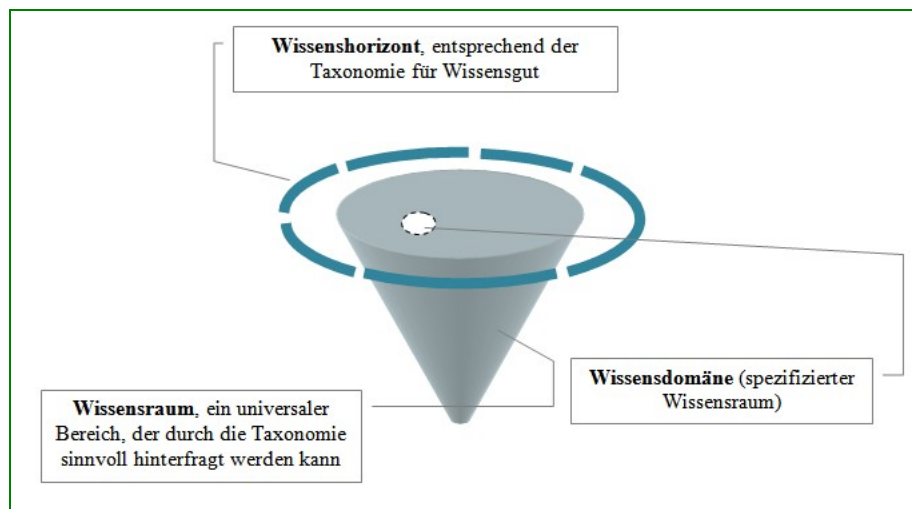 Wissenshorizont, entsprechend der
Taxonomie für Wissensgut
Wissensdomäne (spezifizierter
Wissensraum)
Wissensraum, ein universaler
Bereich, der durch die Taxonomie
sinnvoll hinterfragt werden kann